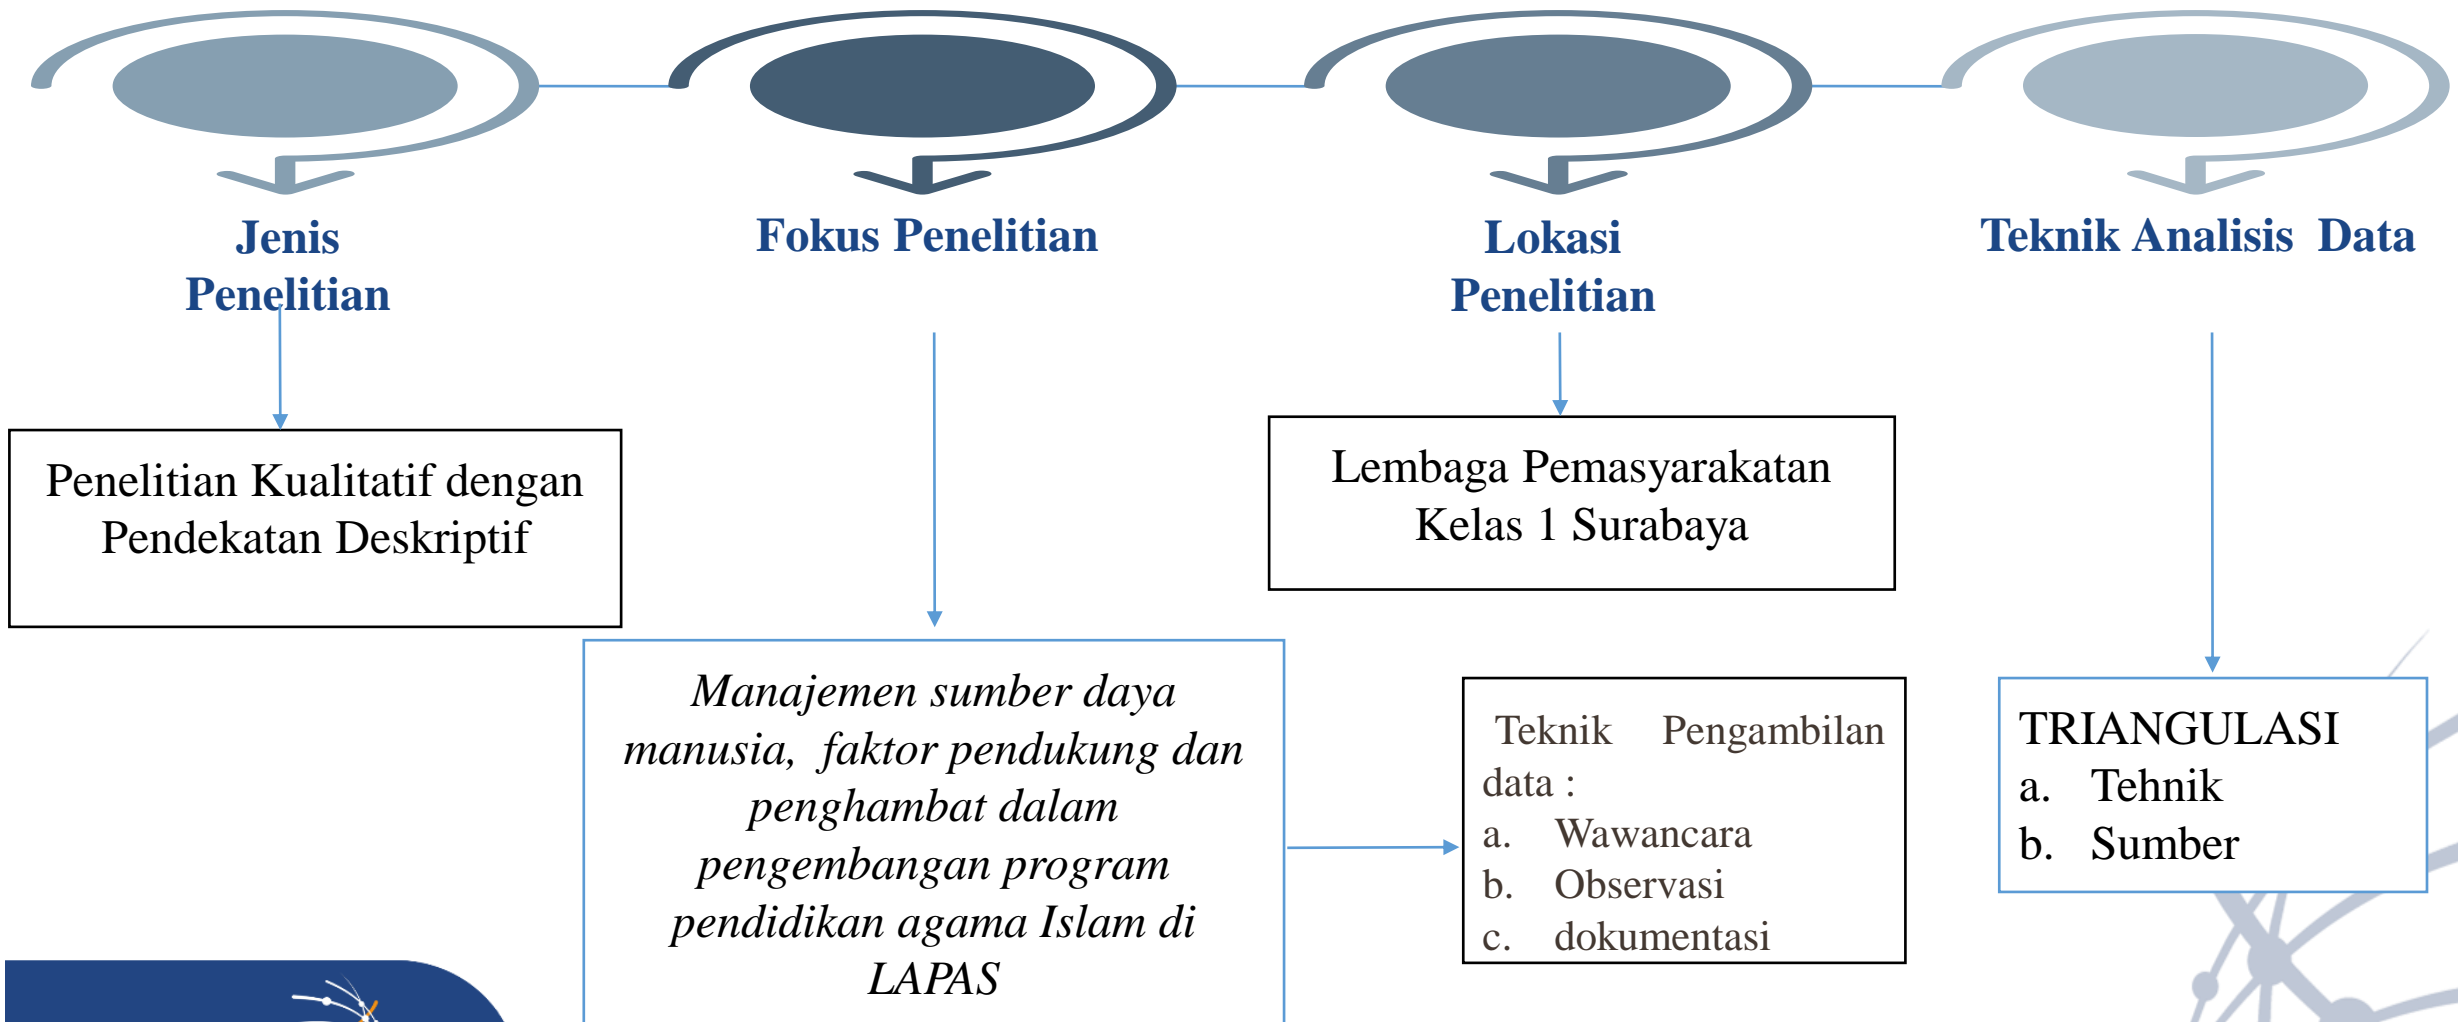 Jenis
Penelitian
Fokus Penelitian
Lokasi
Penelitian
Teknik Analisis Data
Penelitian Kualitatif dengan
Pendekatan Deskriptif
Lembaga Pemasyarakatan
Kelas 1 Surabaya
Manajemen sumber daya
manusia, faktor pendukung dan
penghambat dalam
pengembangan program
pendidikan agama Islam di
LAPAS
Teknik Pengambilan
data :
a. Wawancara
b. Observasi
c. dokumentasi
TRIANGULASI
a. Tehnik
b. Sumber